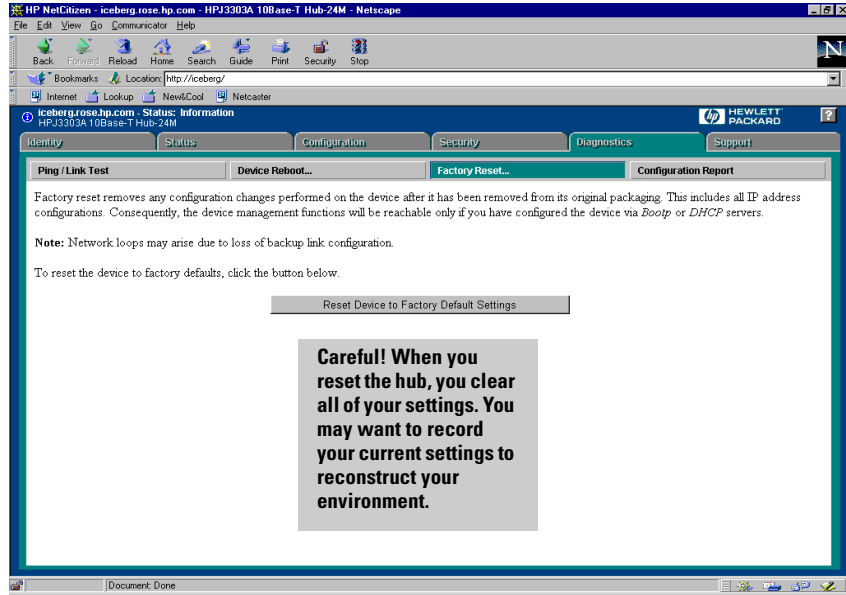 HP NetCitizen - iceberg.rose.hp.com - HPJ3303A 10Base-T Hub-24M - Netscape
File Edit View Go Communicator Help
Back Forward Reload Home Search Guide Print Security Stop
N
Bookmarks Location: http://iceberg/
Internet Lookup New&Cool Netcaster
iceberg.rose.hp.com - Status: Information
HPJ3303A 10Base-T Hub-24M
hp HEWLETT PACKARD ?
Identity Status Configuration Security Diagnostics Support
Ping / Link Test Device Reboot... Factory Reset... Configuration Report
Factory reset removes any configuration changes performed on the device after it has been removed from its original packaging. This includes all IP address
configurations. Consequently, the device management functions will be reachable only if you have configured the device via Bootp or DHCP servers.
Note: Network loops may arise due to loss of backup link configuration.
To reset the device to factory defaults, click the button below.
Reset Device to Factory Default Settings
Careful! When you
reset the hub, you clear
all of your settings. You
may want to record
your current settings to
reconstruct your
environment.
Document: Done